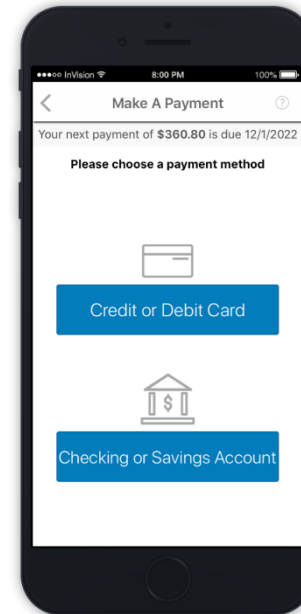 InVision 8:00 PM 100%
Make A Payment ?
Your next payment of $360.80 is due 12/1/2022
Please choose a payment method
Credit or Debit Card
$
Checking or Savings Account